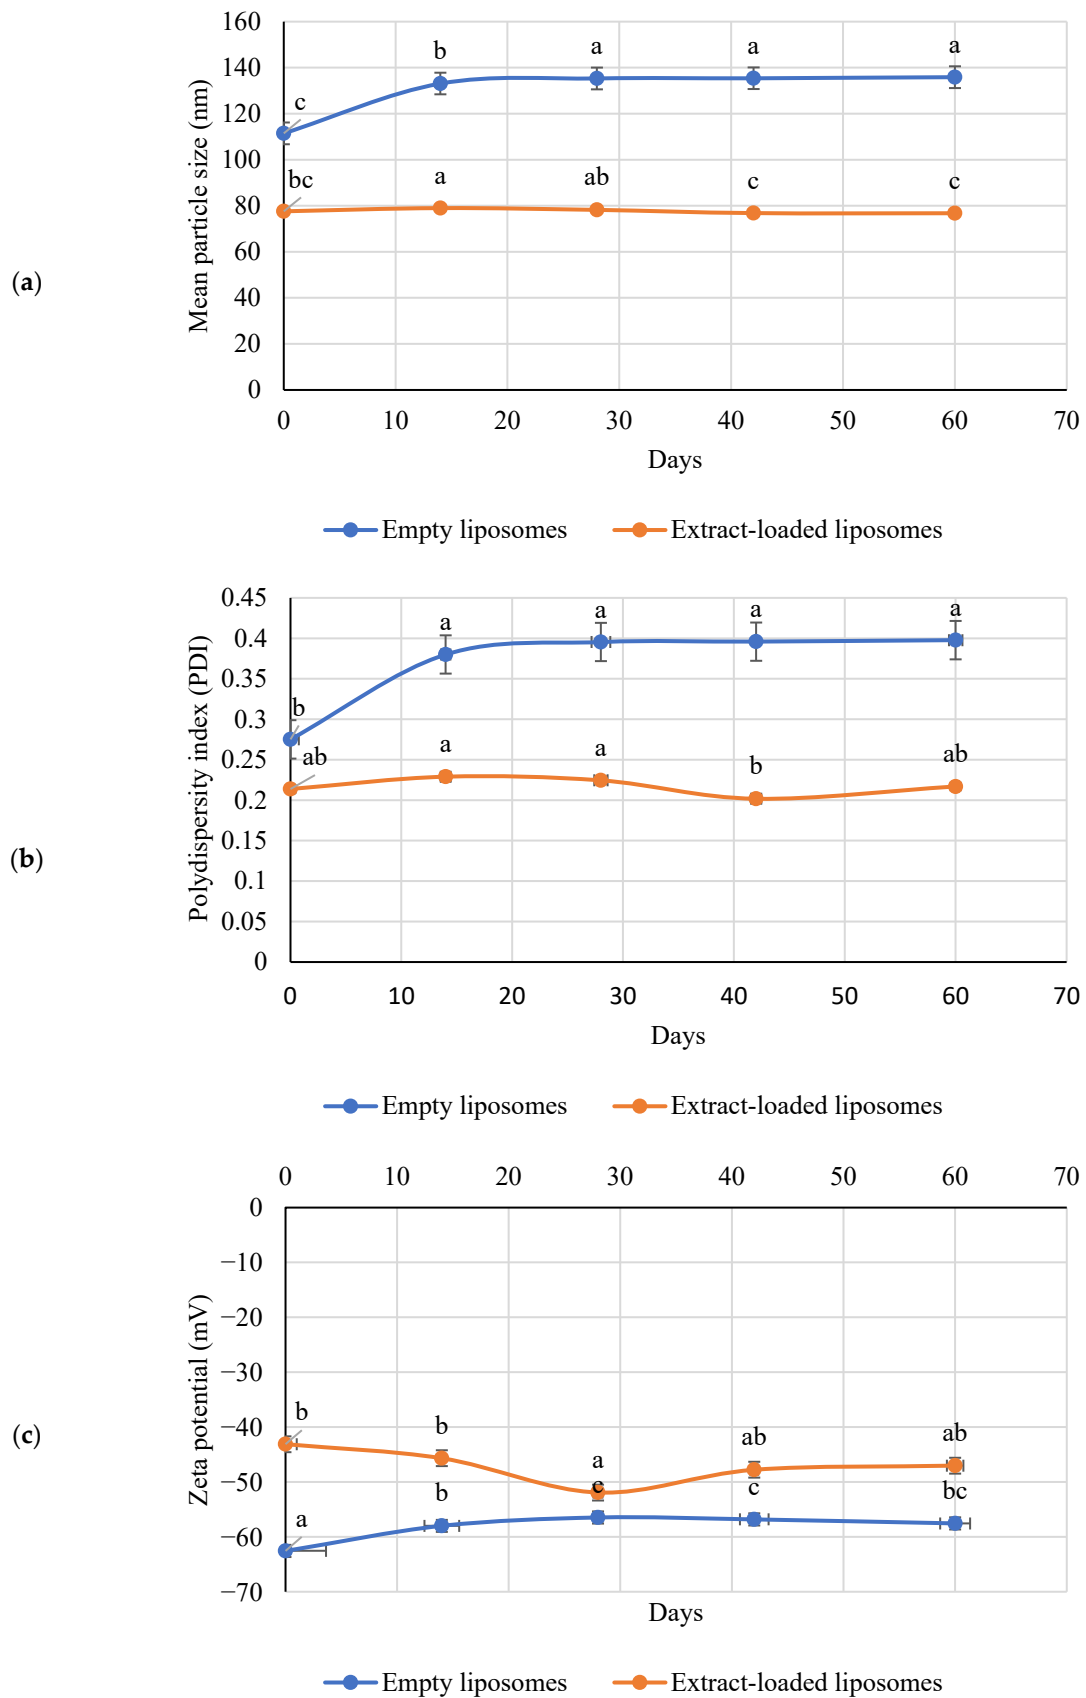 160
140
120
100
80
60
40
20
0
Mean particle size (nm)
c
b
a
a
a
bc
a
ab
c
c
(a)
0 10 20 30 40 50 60 70
Days
Empty liposomes Extract-loaded liposomes
0.45
0.4
0.35
0.3
0.25
0.2
0.15
0.1
0.05
0
Polydispersity index (PDI)
b
a
a
a
a
ab
a
a
b
ab
(b)
0 10 20 30 40 50 60 70
Days
Empty liposomes Extract-loaded liposomes
0 10 20 30 40 50 60 70
0
−10
−20
−30
−40
−50
−60
−70
Zeta potential (mV)
b
b
a
ab
ab
a
b
c
c
bc
(c)
Days
Empty liposomes Extract-loaded liposomes